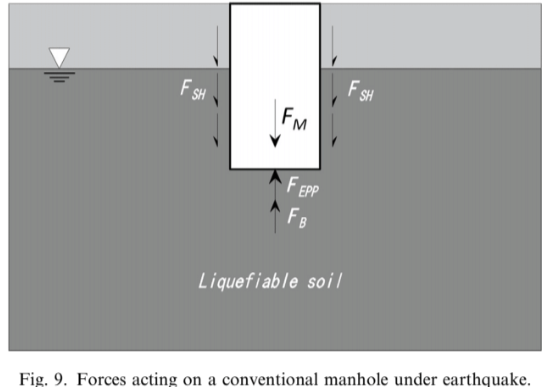 F_SH
F_SH
F_M
F_EPP
F_B
Liquefiable soil
Fig. 9. Forces acting on a conventional manhole under earthquake.